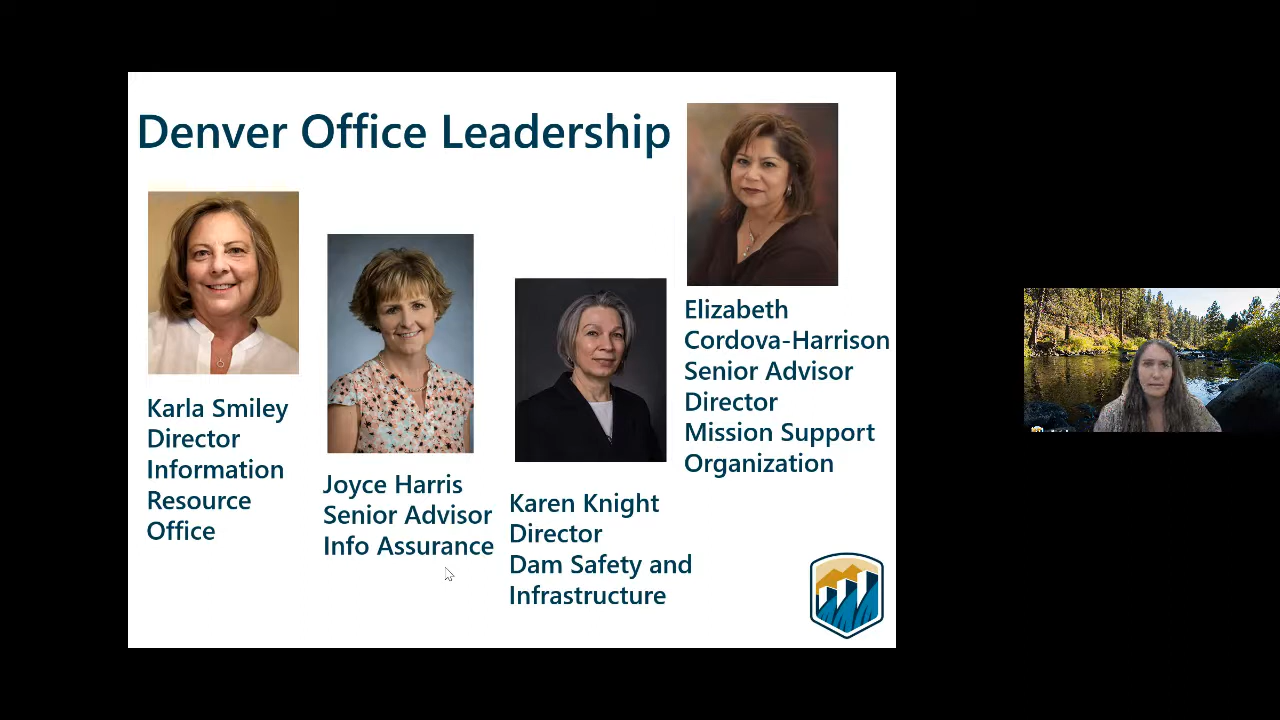 Denver Office Leadership
Karla Smiley
Director
Information
Resource
Office
Joyce Harris
Senior Advisor
Info Assurance
Karen Knight
Director
Dam Safety and
Infrastructure
Elizabeth
Cordova-Harrison
Senior Advisor
Director
Mission Support
Organization